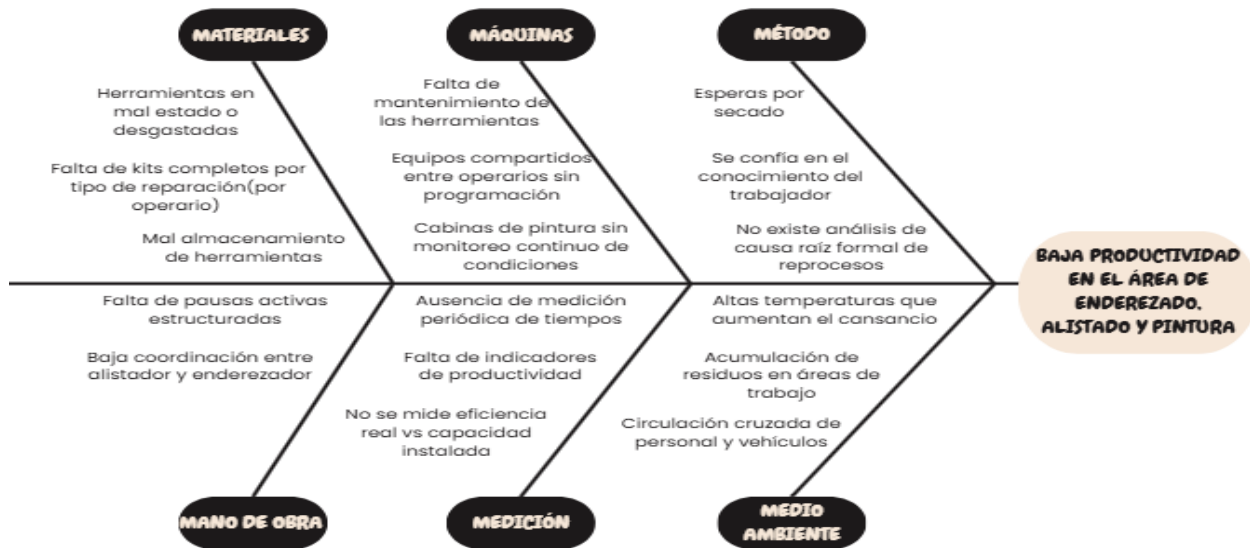 MATERIALES
MÁQUINAS
MÉTODO
Herramientas en
mal estado o
desgastadas
Falta de kits completos por
tipo de reparación(por
operario)
Mal almacenamiento
de herramientas
Falta de
mantenimiento de
las herramientas
Equipos compartidos
entre operarios sin
programación
Cabinas de pintura sin
monitoreo continuo de
condiciones
Esperas por
secado
Se confía en el
conocimiento del
trabajador
No existe análisis de
causa raíz formal de
reprocesos
BAJA PRODUCTIVIDAD
EN EL ÁREA DE
ENDEREZADO,
ALISTADO Y PINTURA
Falta de pausas activas
estructuradas
Baja coordinación entre
alistador y enderezador
Ausencia de medición
periódica de tiempos
Falta de indicadores
de productividad
No se mide eficiencia
real vs capacidad
instalada
Altas temperaturas que
aumentan el cansancio
Acumulación de
residuos en áreas de
trabajo
Circulación cruzada de
personal y vehículos
MANO DE OBRA
MEDICIÓN
MEDIO
AMBIENTE